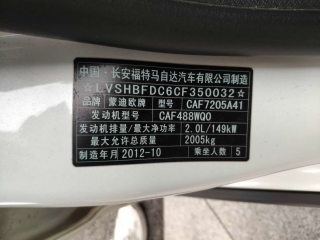 中国·长安福特马自达汽车有限公司制造
★LVSHBFDC6CF350032★
品牌 蒙迪欧牌 型号 CAF7205A41
发动机型号 CAF488WQ0
发动机排量/最大净功率 2.0L/149kW
最大允许总质量 2005kg
制造年月 2012-10 乘坐人数 5